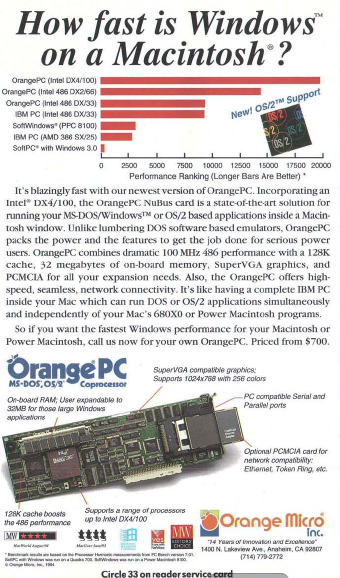 How fast is Windows™
on a Macintosh®?
OrangePC (Intel DX4/100)
OrangePC (Intel 486 DX2/66)
OrangePC (Intel 486 DX/33)
IBM PC (Intel 486 DX/33)
SoftWindows® (PPC 8100)
IBM PC (AMD 386 SX/25)
SoftPC® with Windows 3.0
New! OS/2™ Support
0 2500 5000 7500 10000 12500 15000 17500 20000
Performance Ranking (Longer Bars Are Better) *
It's blazingly fast with our newest version of OrangePC. Incorporating an
Intel® DX4/100, the OrangePC NuBus card is a state-of-the-art solution for
running your MS-DOS/Windows™ or OS/2 based applications inside a Macin-
tosh window. Unlike lumbering DOS software based emulators, OrangePC
packs the power and the features to get the job done for serious power
users. OrangePC combines dramatic 100 MHz 486 performance with a 128K
cache, 32 megabytes of on-board memory, SuperVGA graphics, and
PCMCIA for all your expansion needs. Also, the OrangePC offers high-
speed, seamless, network connectivity. It's like having a complete IBM PC
inside your Mac which can run DOS or OS/2 applications simultaneously
and independently of your Mac's 680X0 or Power Macintosh programs.
So if you want the fastest Windows performance for your Macintosh or
Power Macintosh, call us now for your own OrangePC. Priced from $700.
OrangePC
MS-DOS, OS/2 Coprocessor
SuperVGA compatible graphics;
Supports 1024x768 with 256 colors
On-board RAM; User expandable to
32MB for those large Windows
applications
PC compatible Serial and
Parallel ports
Optional PCMCIA card for
network compatibility:
Ethernet, Token Ring, etc.
128K cache boosts
the 486 performance
Supports a range of processors
up to Intel DX4/100
Orange Micro
Inc.
"14 Years of Innovation and Excellence"
1400 N. Lakeview Ave., Anaheim, CA 92807
(714) 779-2772
* Benchmark results are based on the Processor Harmonic measurements from PC Bench version 7.01.
SoftPC with Windows was run on a Quadra 700. SoftWindows was run on a Power Macintosh 8100.
© Orange Micro, Inc., 1994
Circle 33 on reader service card